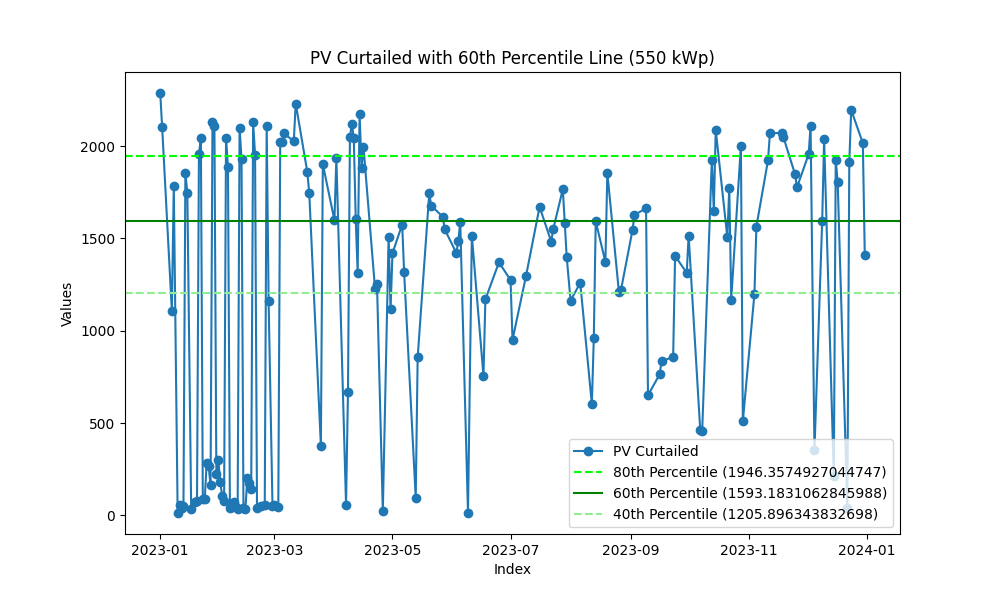 PV Curtailed with 60th Percentile Line (550 kWp)
Values
2000
1500
1000
500
0
PV Curtailed
80th Percentile (1946.3574927044747)
60th Percentile (1593.1831062845988)
40th Percentile (1205.896343832698)
2023-01
2023-03
2023-05
2023-07
2023-09
2023-11
2024-01
Index